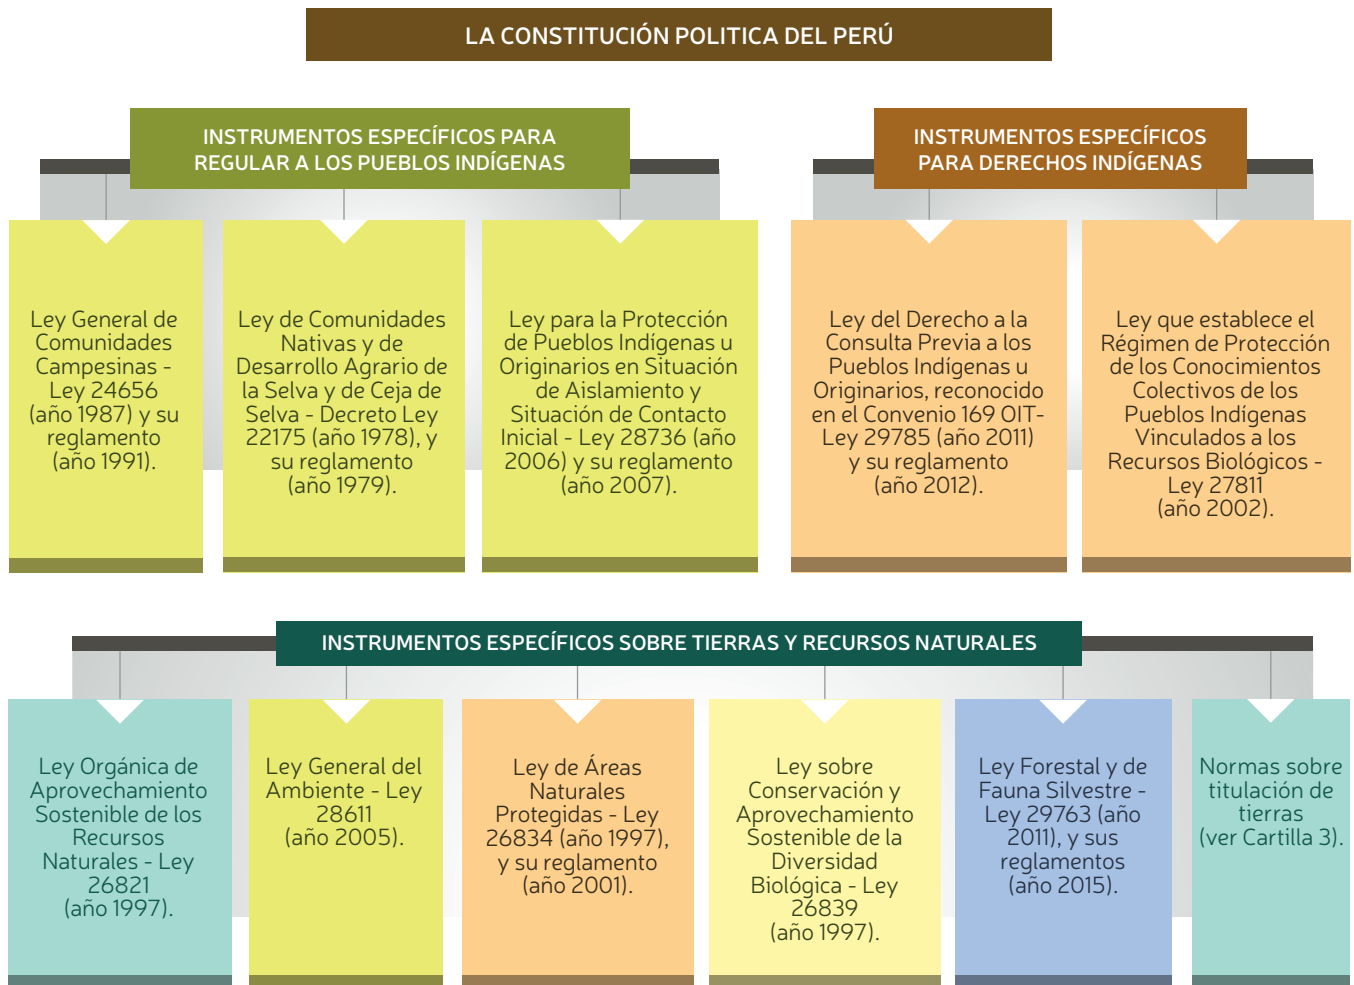 LA CONSTITUCIÓN POLITICA DEL PERÚ
INSTRUMENTOS ESPECÍFICOS PARA
REGULAR A LOS PUEBLOS INDÍGENAS
Ley General de
Comunidades
Campesinas -
Ley 24656
(año 1987) y su
reglamento
(año 1991).
Ley de Comunidades
Nativas y de
Desarrollo Agrario de
la Selva y de Ceja de
Selva - Decreto Ley
22175 (año 1978), y
su reglamento
(año 1979).
Ley para la Protección
de Pueblos Indígenas u
Originarios en Situación
de Aislamiento y
Situación de Contacto
Inicial - Ley 28736 (año
2006) y su reglamento
(año 2007).
INSTRUMENTOS ESPECÍFICOS
PARA DERECHOS INDÍGENAS
Ley del Derecho a la
Consulta Previa a los
Pueblos Indígenas u
Originarios, reconocido
en el Convenio 169 OIT-
Ley 29785 (año 2011)
y su reglamento
(año 2012).
Ley que establece el
Régimen de Protección
de los Conocimientos
Colectivos de los
Pueblos Indígenas
Vinculados a los
Recursos Biológicos -
Ley 27811
(año 2002).
INSTRUMENTOS ESPECÍFICOS SOBRE TIERRAS Y RECURSOS NATURALES
Ley Orgánica de
Aprovechamiento
Sostenible de los
Recursos
Naturales - Ley
26821
(año 1997).
Ley General del
Ambiente - Ley
28611
(año 2005).
Ley de Áreas
Naturales
Protegidas - Ley
26834 (año 1997),
y su reglamento
(año 2001).
Ley sobre
Conservación y
Aprovechamiento
Sostenible de la
Diversidad
Biológica - Ley
26839
(año 1997).
Ley Forestal y de
Fauna Silvestre -
Ley 29763 (año
2011), y sus
reglamentos
(año 2015).
Normas sobre
titulación de
tierras
(ver Cartilla 3).